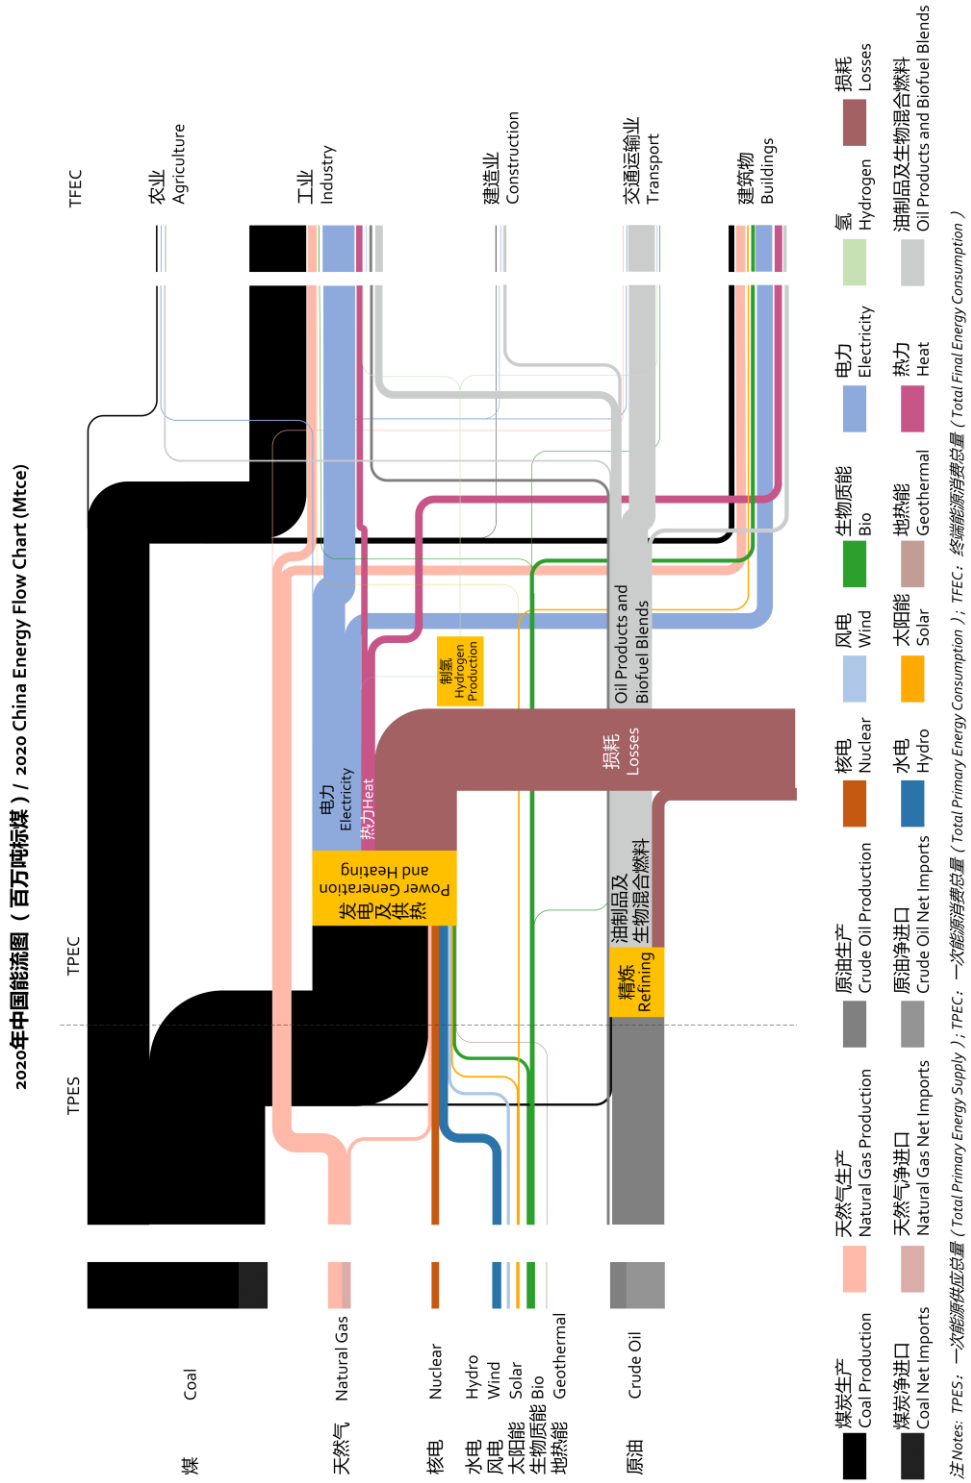 2020年中国能流图（百万吨标煤）/ 2020 China Energy Flow Chart (Mtce)
TPES
TPEC
TFEC
煤
Coal
天然气
Natural Gas
核电
Nuclear
水电
Hydro
风电
Wind
太阳能
Solar
生物质能
Bio
地热能
Geothermal
原油
Crude Oil
发电及供热
Power Generation
and Heating
精炼
Refining
电力
Electricity
热力Heat
油制品及
生物混合燃料
损耗
Losses
制氢
Hydrogen
Production
Oil Products and
Biofuel Blends
农业
Agriculture
工业
Industry
建造业
Construction
交通运输业
Transport
建筑物
Buildings
煤炭生产
Coal Production
天然气生产
Natural Gas Production
原油生产
Crude Oil Production
核电
Nuclear
风电
Wind
生物质能
Bio
电力
Electricity
氢
Hydrogen
损耗
Losses
煤炭净进口
Coal Net Imports
天然气净进口
Natural Gas Net Imports
原油净进口
Crude Oil Net Imports
水电
Hydro
太阳能
Solar
地热能
Geothermal
热力
Heat
油制品及生物混合燃料
Oil Products and Biofuel Blends
注Notes: TPES：一次能源供应总量（Total Primary Energy Supply）; TPEC：一次能源消费总量（Total Primary Energy Consumption）; TFEC：终端能源消费总量（Total Final Energy Consumption）